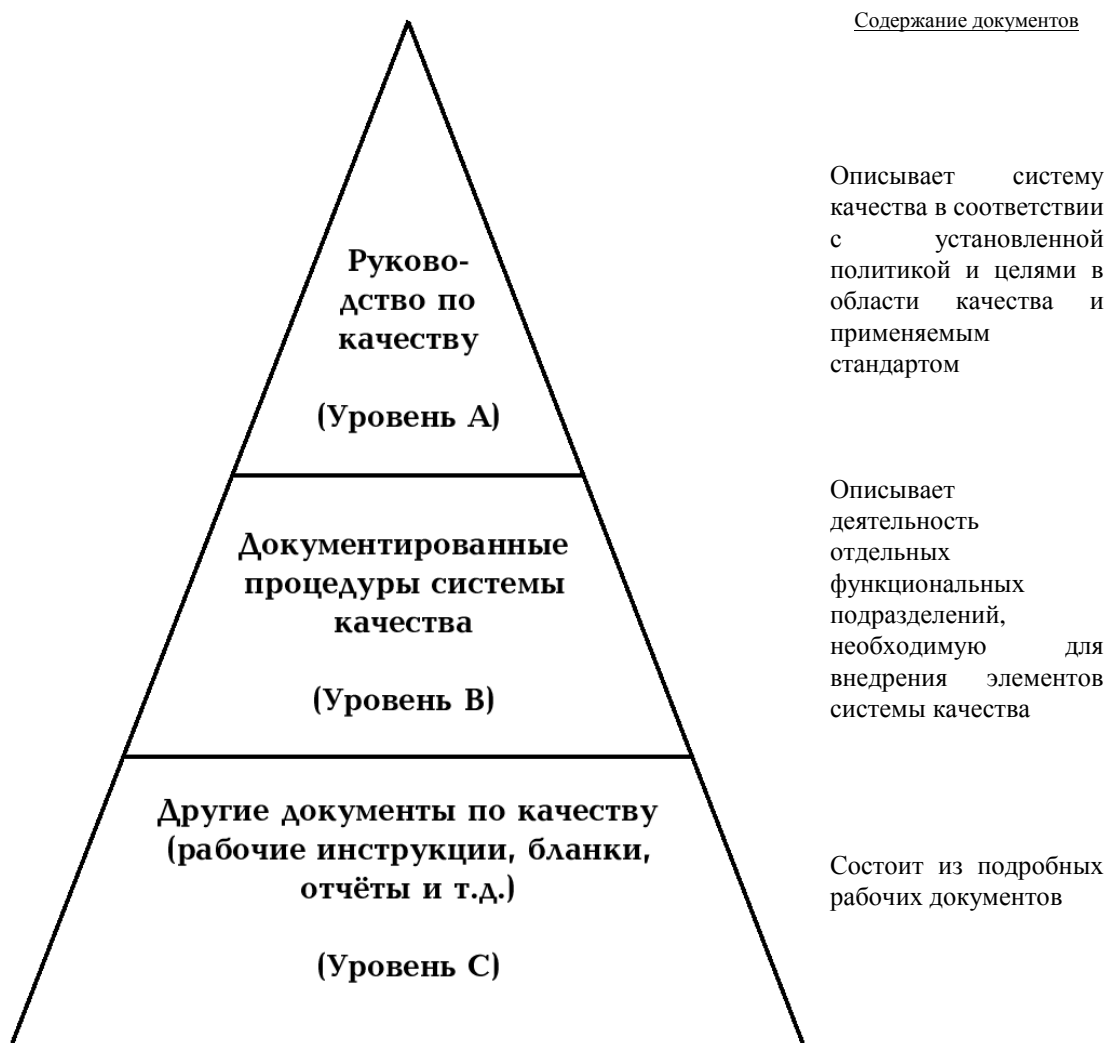 Содержание документов
Руково-
дство по
качеству
(Уровень А)
Описывает систему
качества в соответствии
с установленной
политикой и целями в
области качества и
применяемым
стандартом
Документированные
процедуры системы
качества
(Уровень В)
Описывает
деятельность
отдельных
функциональных
подразделений,
необходимую для
внедрения элементов
системы качества
Другие документы по качеству
(рабочие инструкции, бланки,
отчёты и т.д.)
(Уровень С)
Состоит из подробных
рабочих документов